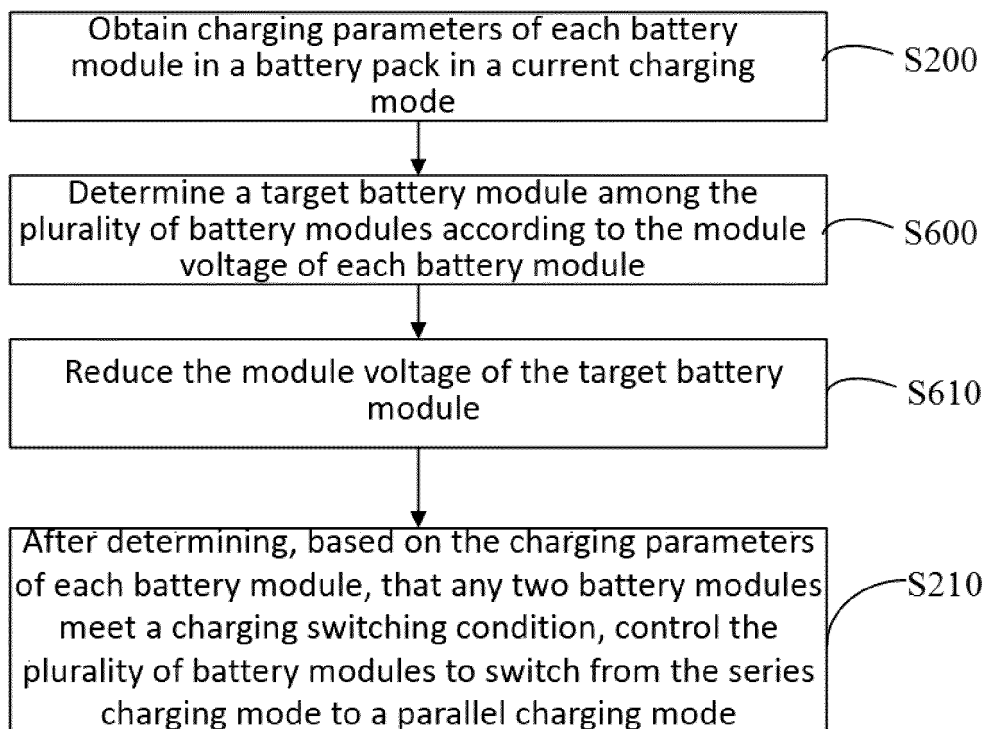 Obtain charging parameters of each battery
module in a battery pack in a current charging
mode
S200
Determine a target battery module among the
plurality of battery modules according to the module
voltage of each battery module
S600
Reduce the module voltage of the target battery
module
S610
After determining, based on the charging parameters
of each battery module, that any two battery modules
meet a charging switching condition, control the
plurality of battery modules to switch from the series
charging mode to a parallel charging mode
S210